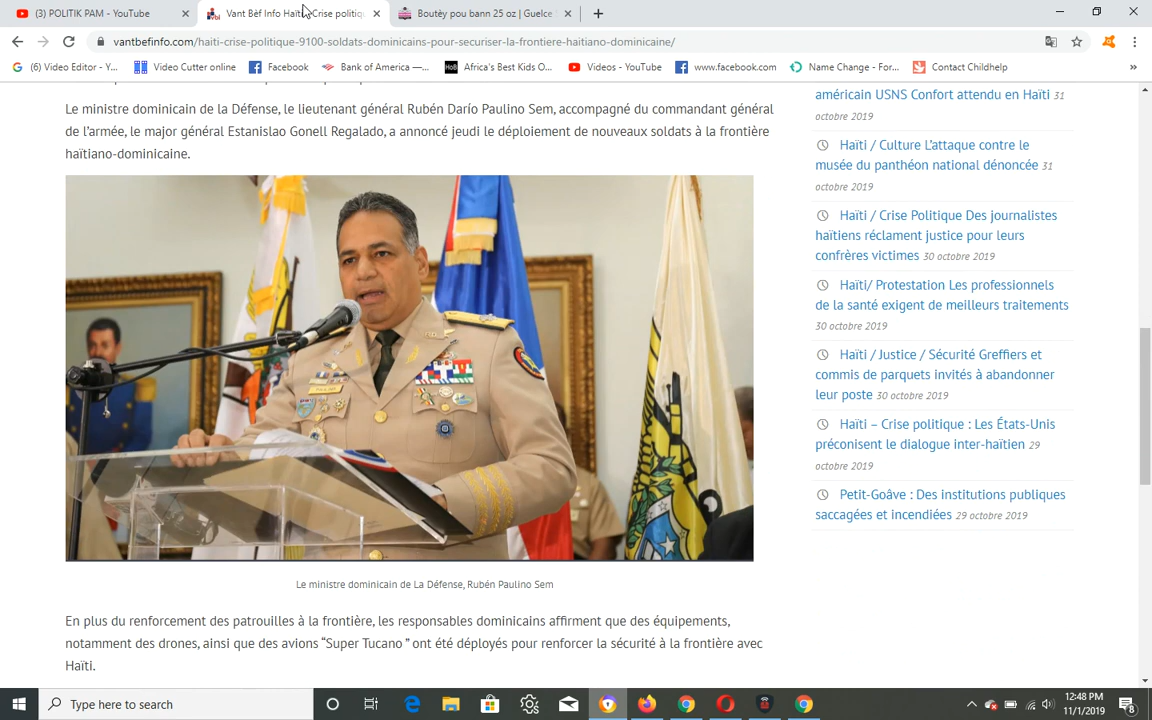 (3) POLITIK PAM - YouTube
Vant Bèf Info Haïti
Crise politiq
Boutèy pou bann 25 oz | Guelce
vantbefinfo.com/haiti-crise-politique-9100-soldats-dominicains-pour-securiser-la-frontiere-haitiano-dominicaine/
(6) Video Editor - Y...
Video Cutter online
Facebook
Bank of America —...
HoB
Africa's Best Kids O...
Videos - YouTube
www.facebook.com
Name Change - For...
Contact Childhelp
»
Le ministre dominicain de la Défense, le lieutenant général Rubén Darío Paulino Sem, accompagné du commandant général
de l'armée, le major général Estanislao Gonell Regalado, a annoncé jeudi le déploiement de nouveaux soldats à la frontière
haïtiano-dominicaine.
Le ministre dominicain de La Défense, Rubén Paulino Sem
En plus du renforcement des patrouilles à la frontière, les responsables dominicains affirment que des équipements,
notamment des drones, ainsi que des avions “Super Tucano ” ont été déployés pour renforcer la sécurité à la frontière avec
Haïti.
américain USNS Confort attendu en Haïti 31
octobre 2019
Haïti / Culture L’attaque contre le
musée du panthéon national dénoncée 31
octobre 2019
Haïti / Crise Politique Des journalistes
haïtiens réclament justice pour leurs
confrères victimes 30 octobre 2019
Haïti/ Protestation Les professionnels
de la santé exigent de meilleurs traitements
30 octobre 2019
Haïti / Justice / Sécurité Greffiers et
commis de parquets invités à abandonner
leur poste 30 octobre 2019
Haïti – Crise politique : Les États-Unis
préconisent le dialogue inter-haïtien 29
octobre 2019
Petit-Goâve : Des institutions publiques
saccagées et incendiées 29 octobre 2019
Type here to search
12:48 PM
11/1/2019
8